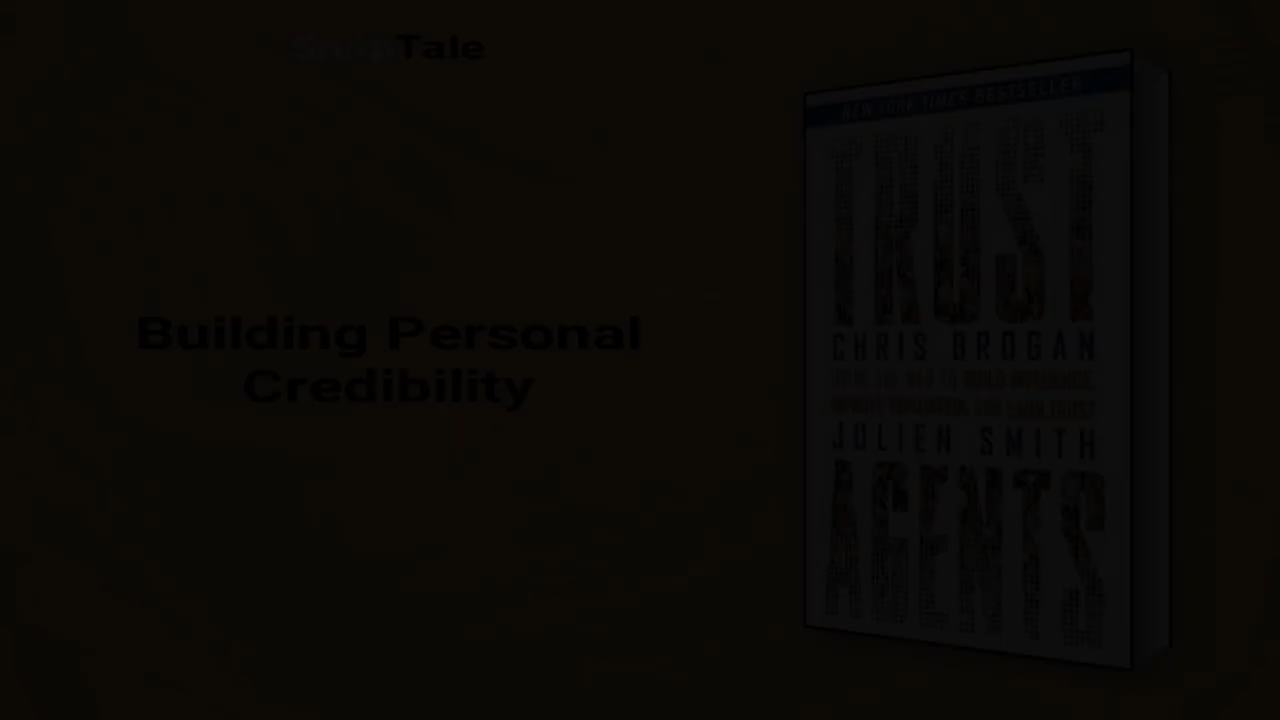 Tale
Building Personal
Credibility
NEW YORK TIMES BESTSELLER
TRUST
CHRIS BROGAN
JULIEN SMITH
AGENTS